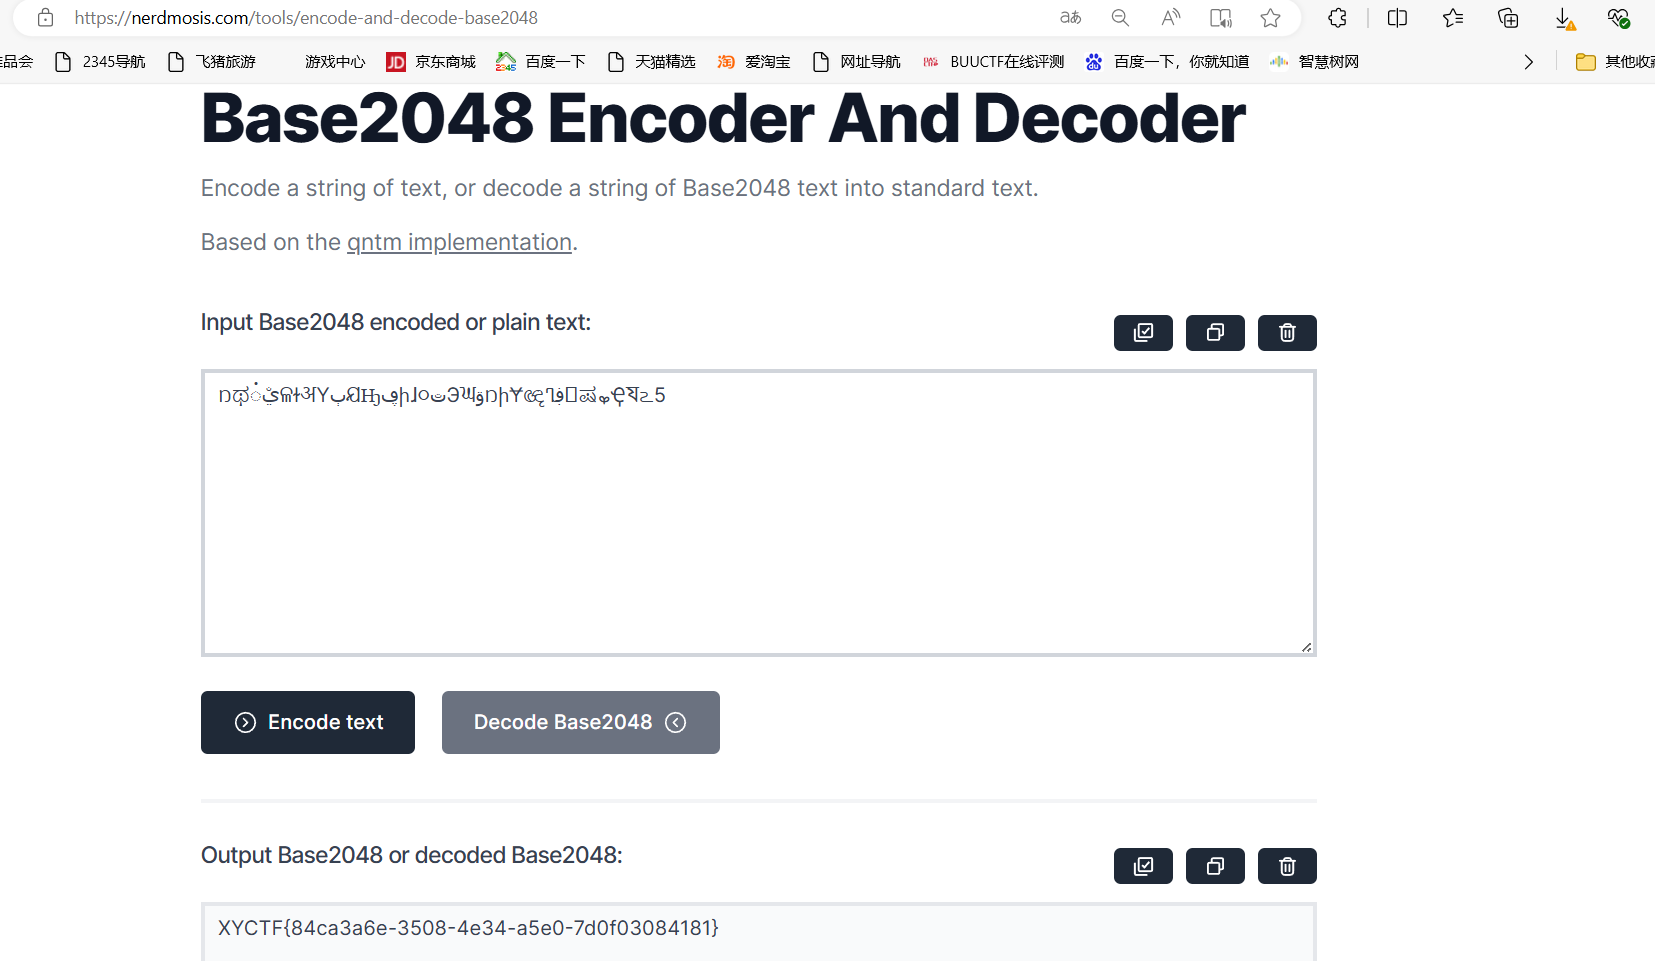 https://nerdmosis.com/tools/encode-and-decode-base2048
品会 2345导航 飞猪旅游 游戏中心 JD 京东商城 2345 百度一下 天猫精选 淘 爱淘宝 网址导航 BUUCTF在线评测 du 百度一下，你就知道 智慧树网 其他收
Base2048 Encoder And Decoder
Encode a string of text, or decode a string of Base2048 text into standard text.
Based on the qntm implementation.
Input Base2048 encoded or plain text:
Encode text
Decode Base2048
Output Base2048 or decoded Base2048:
XYCTF{84ca3a6e-3508-4e34-a5e0-7d0f03084181}